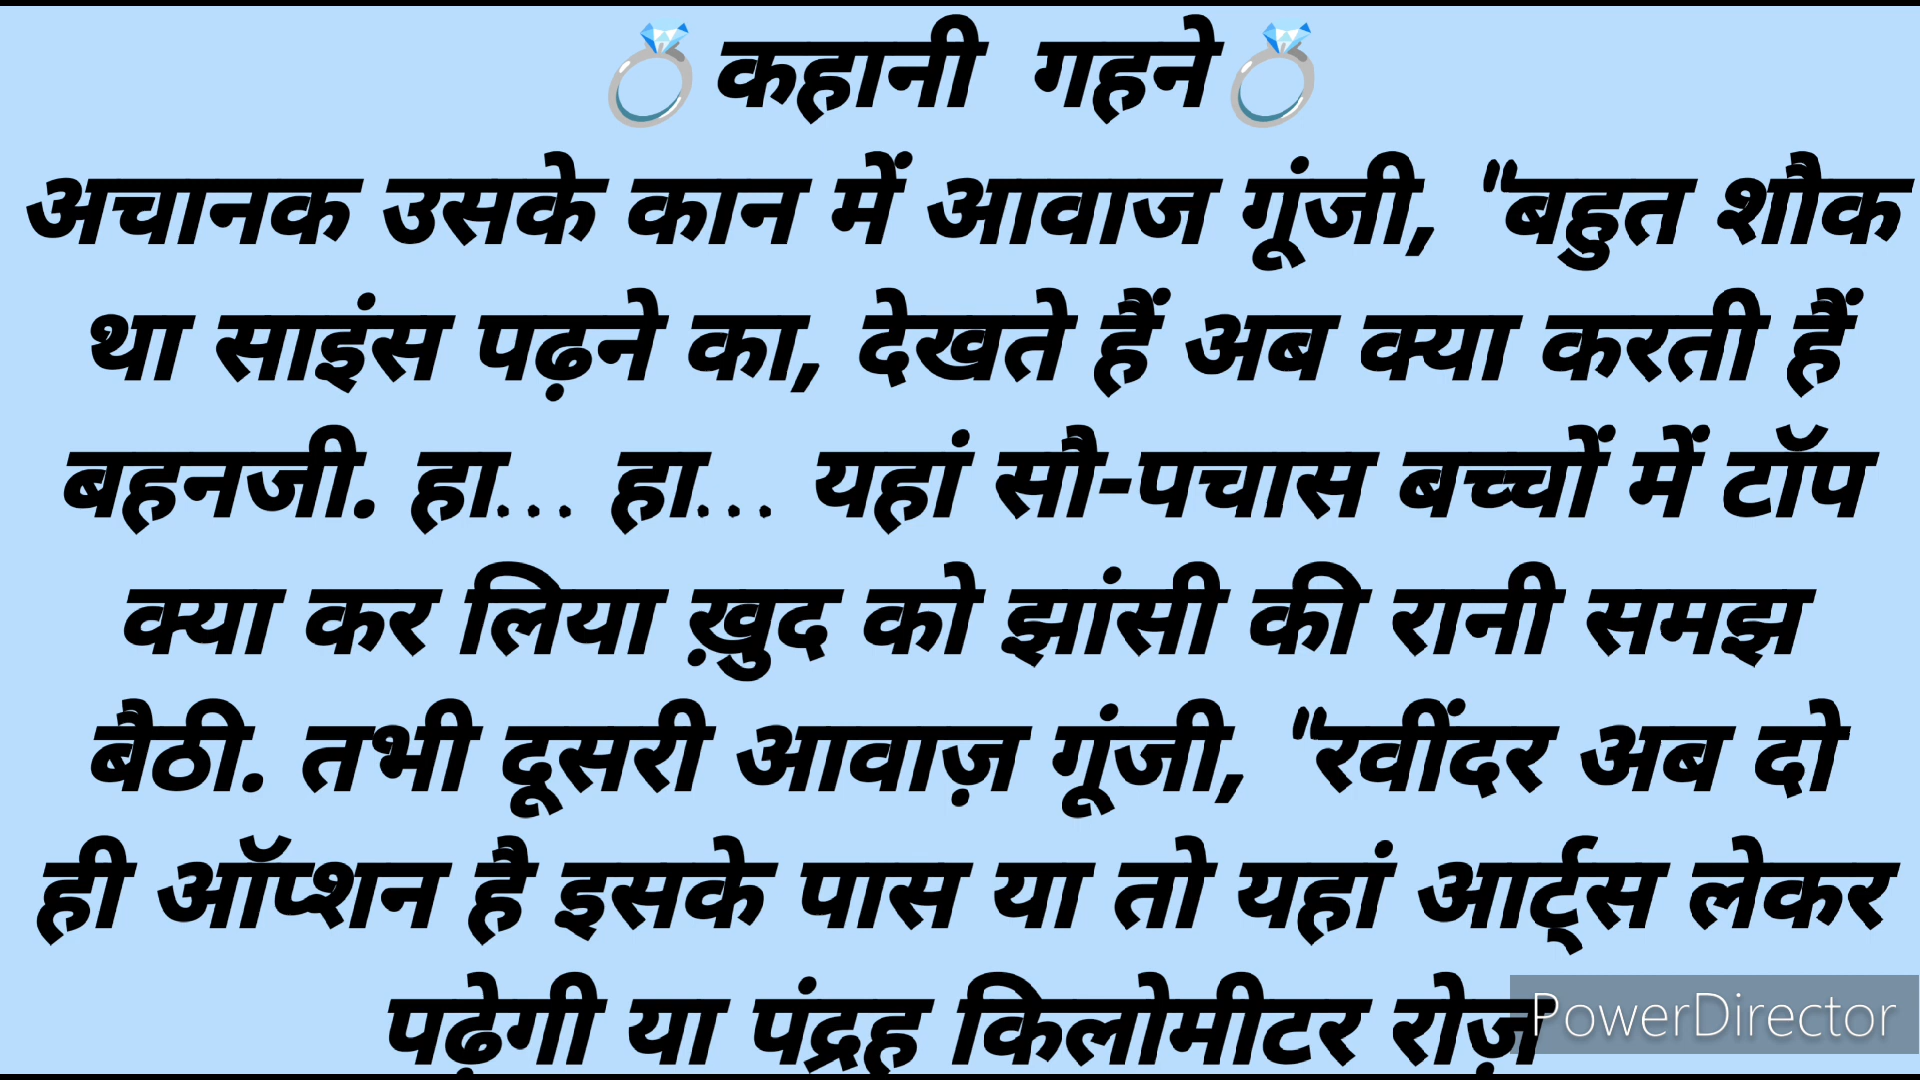 💍कहानी गहने💍
अचानक उसके कान में आवाज गूंजी, "बहुत शौक
था साइंस पढ़ने का, देखते हैं अब क्या करती हैं
बहनजी. हा... हा... यहां सौ-पचास बच्चों में टॉप
क्या कर लिया ख़ुद को झांसी की रानी समझ
बैठी. तभी दूसरी आवाज़ गूंजी, "रवींदर अब दो
ही ऑप्शन है इसके पास या तो यहां आर्ट्स लेकर
पढ़ेगी या पंद्रह किलोमीटर रोज़
PowerDirector